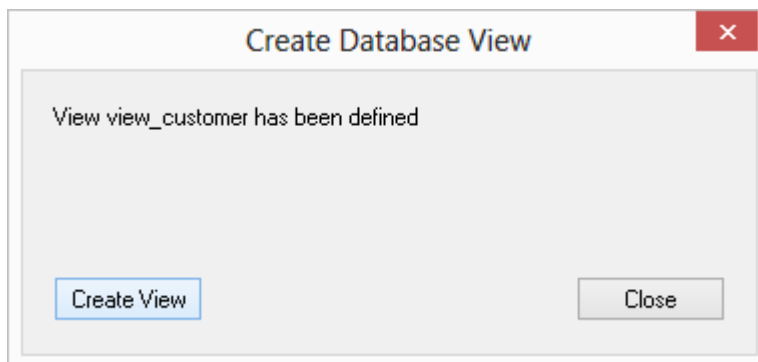 Create Database View
View view_customer has been defined
Create View
Close